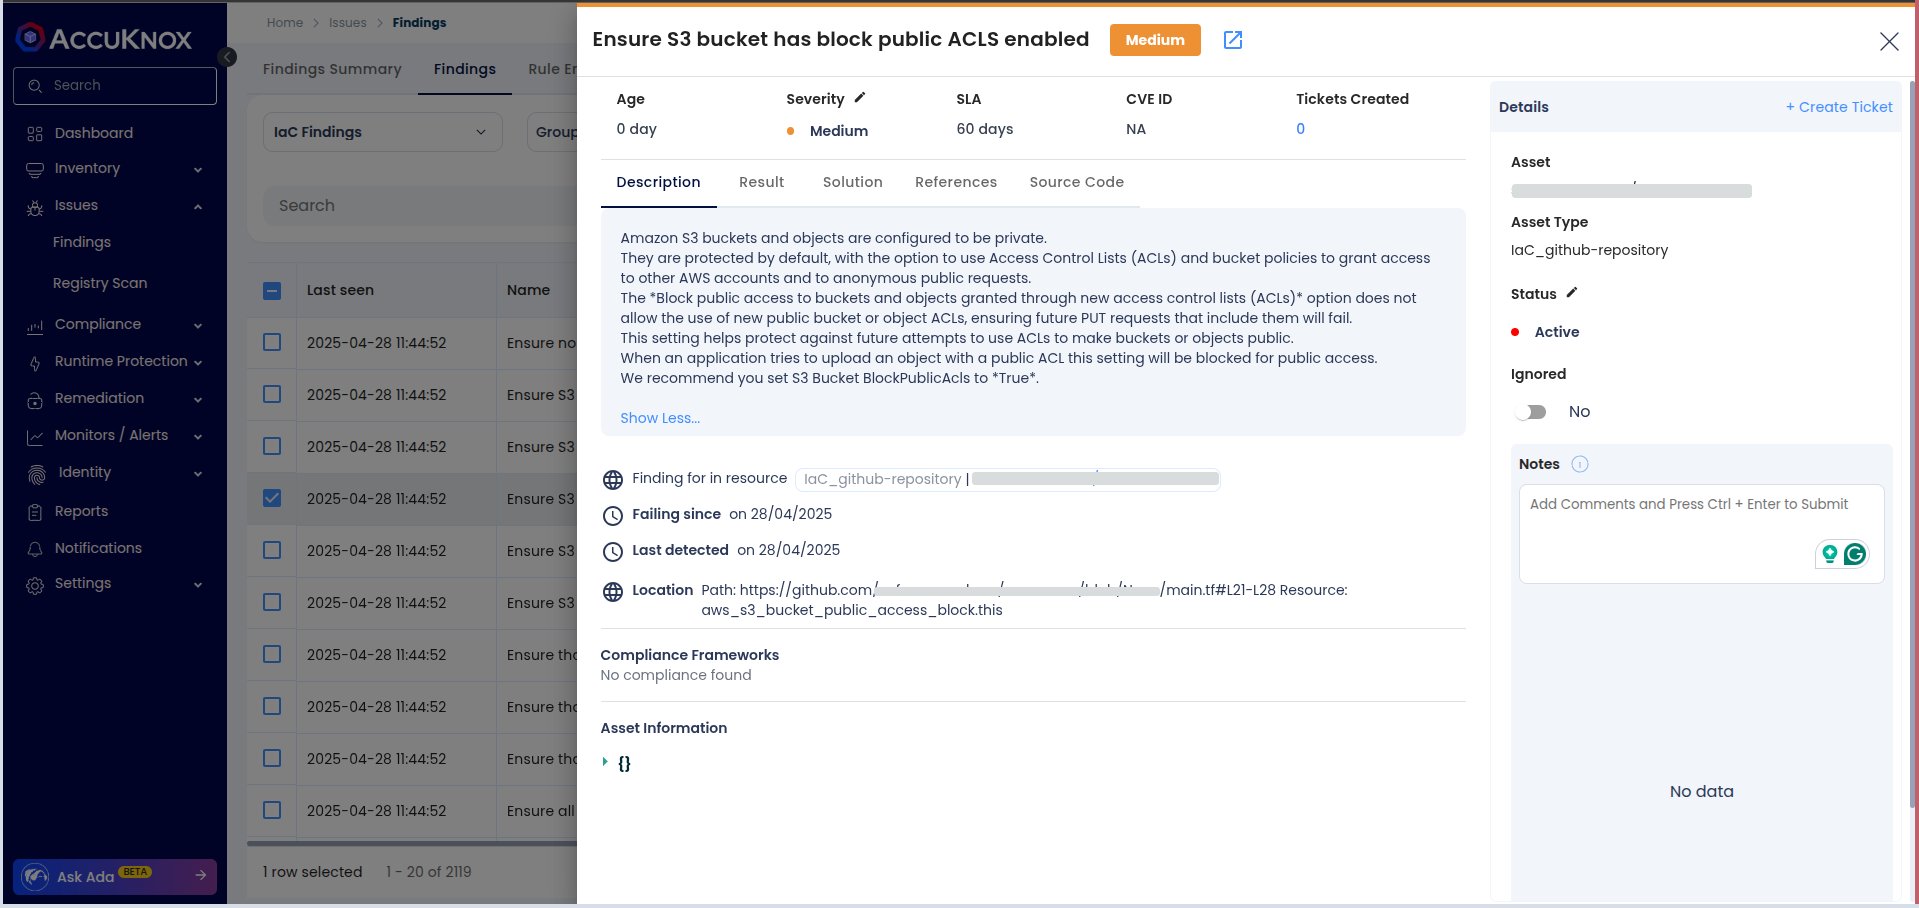 ACCUKNOX
Search
Dashboard
Inventory
Issues
Findings
Registry Scan
Compliance
Runtime Protection
Remediation
Monitors / Alerts
Identity
Reports
Notifications
Settings
Ask Ada BETA
Home > Issues > Findings
Findings Summary Findings Rule En
IaC Findings Group
Search
Last seen Name
2025-04-28 11:44:52 Ensure no
2025-04-28 11:44:52 Ensure S3
2025-04-28 11:44:52 Ensure S3
2025-04-28 11:44:52 Ensure S3
2025-04-28 11:44:52 Ensure S3
2025-04-28 11:44:52 Ensure S3
2025-04-28 11:44:52 Ensure tha
2025-04-28 11:44:52 Ensure tha
2025-04-28 11:44:52 Ensure tha
2025-04-28 11:44:52 Ensure all
1 row selected 1 - 20 of 2119
Ensure S3 bucket has block public ACLS enabled Medium
Age Severity SLA CVE ID Tickets Created
0 day Medium 60 days NA 0
Description Result Solution References Source Code
Amazon S3 buckets and objects are configured to be private.
They are protected by default, with the option to use Access Control Lists (ACLs) and bucket policies to grant access
to other AWS accounts and to anonymous public requests.
The *Block public access to buckets and objects granted through new access control lists (ACLs)* option does not
allow the use of new public bucket or object ACLs, ensuring future PUT requests that include them will fail.
This setting helps protect against future attempts to use ACLs to make buckets or objects public.
When an application tries to upload an object with a public ACL this setting will be blocked for public access.
We recommend you set S3 Bucket BlockPublicAcls to *True*.
Show Less...
Finding for in resource IaC_github-repository |
Failing since on 28/04/2025
Last detected on 28/04/2025
Location Path: https://github.com/ /main.tf#L21-L28 Resource:
aws_s3_bucket_public_access_block.this
Compliance Frameworks
No compliance found
Asset Information
{}
Details + Create Ticket
Asset
Asset Type
IaC_github-repository
Status
Active
Ignored
No
Notes
Add Comments and Press Ctrl + Enter to Submit
No data